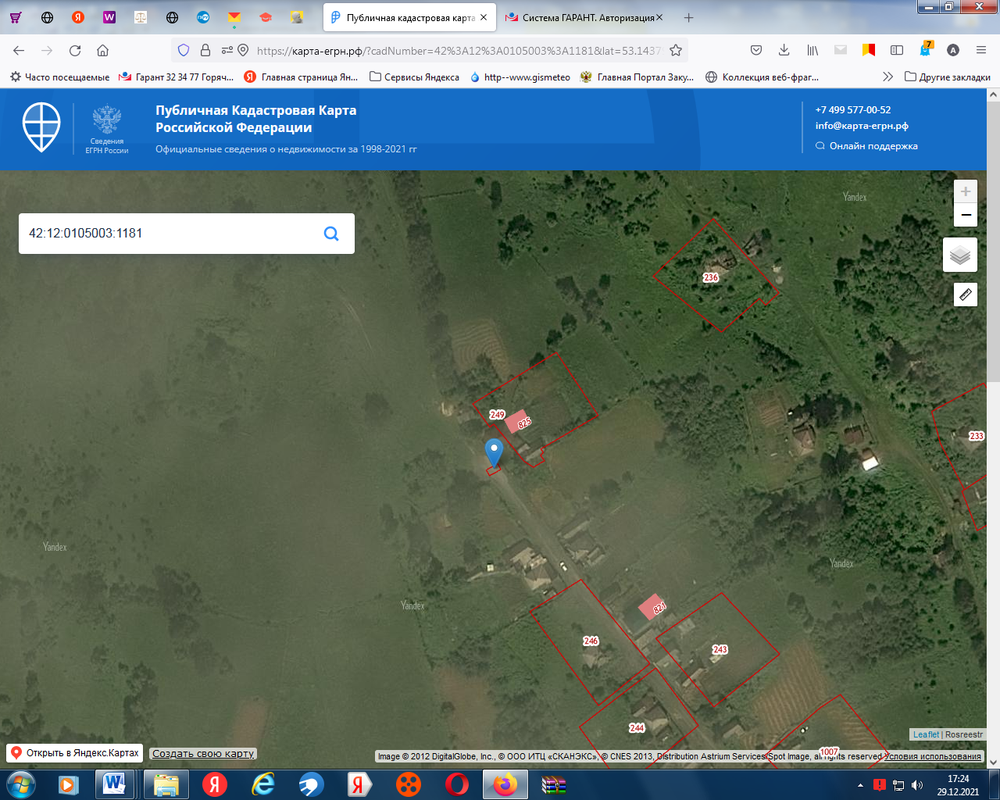 Публичная кадастровая карта
Система ГАРАНТ. Авторизация
https://карта-егрн.рф/?cadNumber=42%3A12%3A0105003%3A1181&lat=53.1437
7
Часто посещаемые
Гарант 32 34 77 Горяч...
Главная страница Ян...
Сервисы Яндекса
http--www.gismeteo
Главная Портал Заку...
Коллекция веб-фраг...
Другие закладки
Сведения
ЕГРН России
Публичная Кадастровая Карта
Российской Федерации
Официальные сведения о недвижимости за 1998-2021 гг
+7 499 577-00-52
info@карта-егрн.рф
Онлайн поддержка
42:12:0105003:1181
Yandex
236
249
825
233
Yandex
Yandex
Yandex
821
246
243
244
1007
Leaflet | Rosreestr
Открыть в Яндекс.Картах
Создать свою карту
Image © 2012 DigitalGlobe, Inc., © ООО ИТЦ «СКАНЭКС», © CNES 2013, Distribution Astrium Services/Spot Image, all rights reserved Условия использования
17:24
29.12.2021